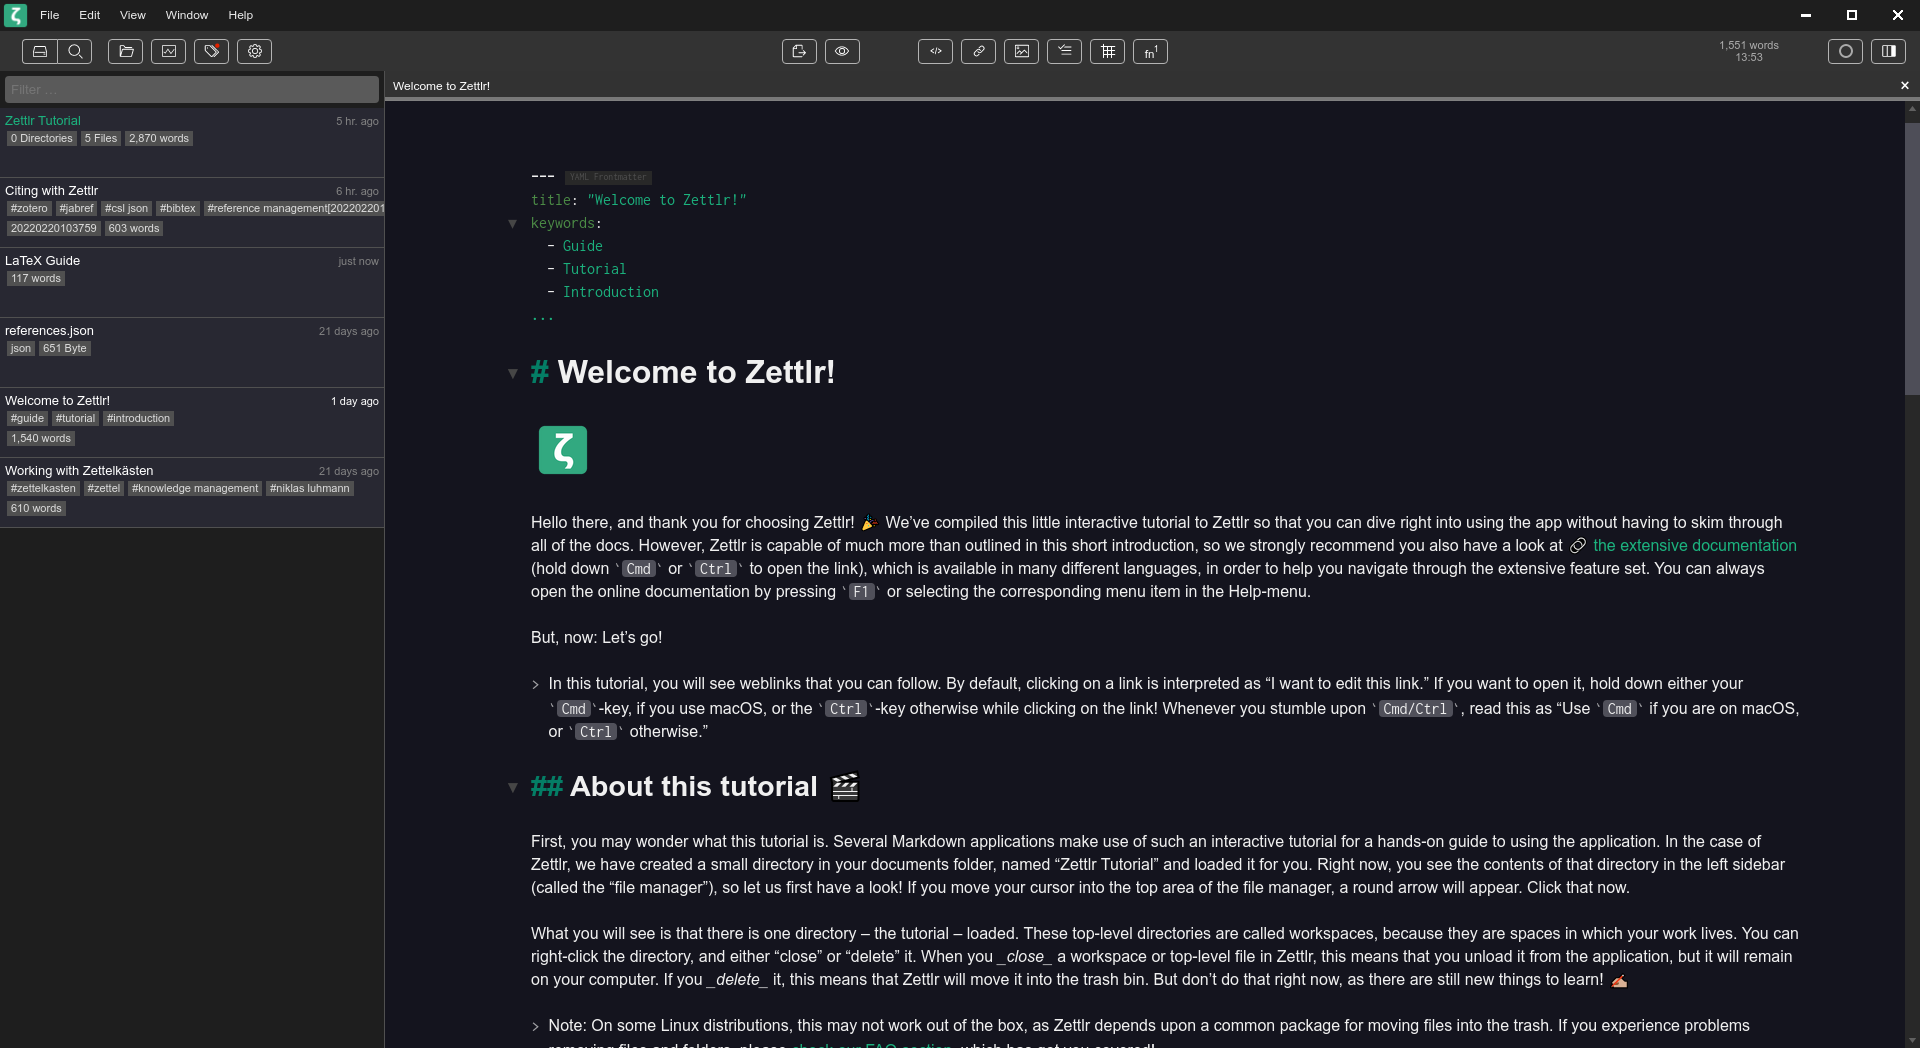 File Edit View Window Help
fn1
1,551 words
13:53
Filter ...
Welcome to Zettlr!
Zettlr Tutorial 5 hr. ago
0 Directories 5 Files 2,870 words
Citing with Zettlr 6 hr. ago
#zotero #jabref #csl json #bibtex #reference management[202202201
20220220103759 603 words
LaTeX Guide just now
117 words
references.json 21 days ago
json 651 Byte
Welcome to Zettlr! 1 day ago
#guide #tutorial #introduction
1,540 words
Working with Zettelkästen 21 days ago
#zettelkasten #zettel #knowledge management #niklas luhmann
610 words
--- YAML Frontmatter
title: "Welcome to Zettlr!"
keywords:
- Guide
- Tutorial
- Introduction
...
# Welcome to Zettlr!
ζ
Hello there, and thank you for choosing Zettlr! 🎉 We’ve compiled this little interactive tutorial to Zettlr so that you can dive right into using the app without having to skim through
all of the docs. However, Zettlr is capable of much more than outlined in this short introduction, so we strongly recommend you also have a look at 🔗 the extensive documentation
(hold down `Cmd` or `Ctrl` to open the link), which is available in many different languages, in order to help you navigate through the extensive feature set. You can always
open the online documentation by pressing `F1` or selecting the corresponding menu item in the Help-menu.
But, now: Let’s go!
> In this tutorial, you will see weblinks that you can follow. By default, clicking on a link is interpreted as “I want to edit this link.” If you want to open it, hold down either your
`Cmd`-key, if you use macOS, or the `Ctrl`-key otherwise while clicking on the link! Whenever you stumble upon `Cmd/Ctrl`, read this as “Use `Cmd` if you are on macOS,
or `Ctrl` otherwise.”
## About this tutorial 🎬
First, you may wonder what this tutorial is. Several Markdown applications make use of such an interactive tutorial for a hands-on guide to using the application. In the case of
Zettlr, we have created a small directory in your documents folder, named “Zettlr Tutorial” and loaded it for you. Right now, you see the contents of that directory in the left sidebar
(called the “file manager”), so let us first have a look! If you move your cursor into the top area of the file manager, a round arrow will appear. Click that now.
What you will see is that there is one directory – the tutorial – loaded. These top-level directories are called workspaces, because they are spaces in which your work lives. You can
right-click the directory, and either “close” or “delete” it. When you _close_ a workspace or top-level file in Zettlr, this means that you unload it from the application, but it will remain
on your computer. If you _delete_ it, this means that Zettlr will move it into the trash bin. But don’t do that right now, as there are still new things to learn! ✍
> Note: On some Linux distributions, this may not work out of the box, as Zettlr depends upon a common package for moving files into the trash. If you experience problems
removing files and folders, please check our FAQ section, which has got you covered!